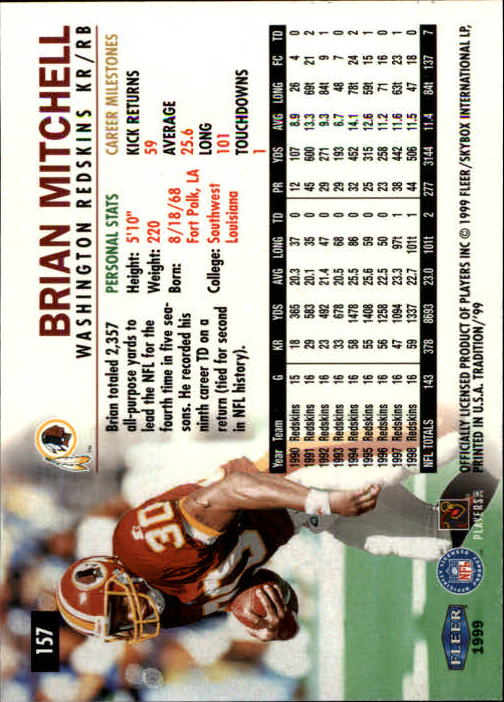 157
BRIAN MITCHELL
WASHINGTON REDSKINS KR/RB
Brian totaled 2,357
all-purpose yards to
lead the NFL for the
fourth time in five sea-
sons. He recorded his
ninth career TD on a
return (tied for second
in NFL history).
PERSONAL STATS
Height: 5'10"
Weight: 220
Born: 8/18/68
Fort Polk, LA
College: Southwest
Louisiana
CAREER MILESTONES
KICK RETURNS
59
AVERAGE
25.6
LONG
101
TOUCHDOWNS
1
Year Team G KR YDS AVG LONG TD PR YDS AVG LONG FC TD
1990 Redskins 15 18 365 20.3 37 0 12 107 8.9 26 4 0
1991 Redskins 16 29 583 20.1 35 0 45 600 13.3 69t 21 2
1992 Redskins 16 23 492 21.4 47 0 29 271 9.3 84t 9 1
1993 Redskins 16 33 678 20.5 68 0 29 193 6.7 48 7 0
1994 Redskins 16 58 1478 25.5 86 0 32 452 14.1 78t 24 2
1995 Redskins 16 55 1408 25.6 59 0 25 315 12.6 59t 15 1
1996 Redskins 16 56 1258 22.5 50 0 23 258 11.2 71 16 0
1997 Redskins 16 47 1094 23.3 97t 1 38 442 11.6 63t 23 1
1998 Redskins 16 59 1337 22.7 101t 1 44 506 11.5 47 18 0
NFL TOTALS 143 378 8693 23.0 101t 2 277 3144 11.4 84t 137 7
30
PLAYERS INC
NFL
FLEER
1999
OFFICIALLY LICENSED PRODUCT OF PLAYERS INC © 1999 FLEER/SKYBOX INTERNATIONAL LP,
PRINTED IN U.S.A. TRADITION/'99